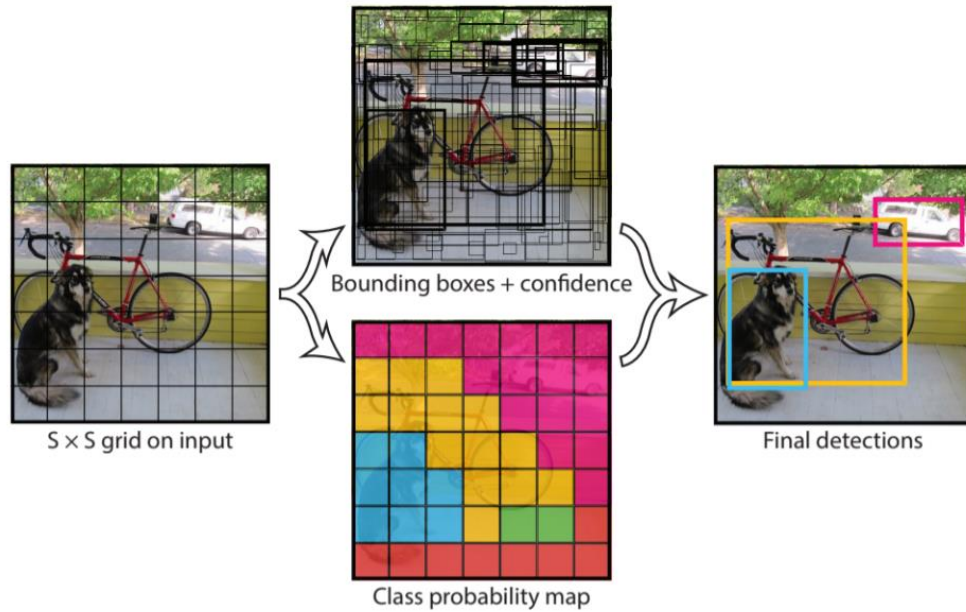 Bounding boxes + confidence
S × S grid on input
Final detections
Class probability map